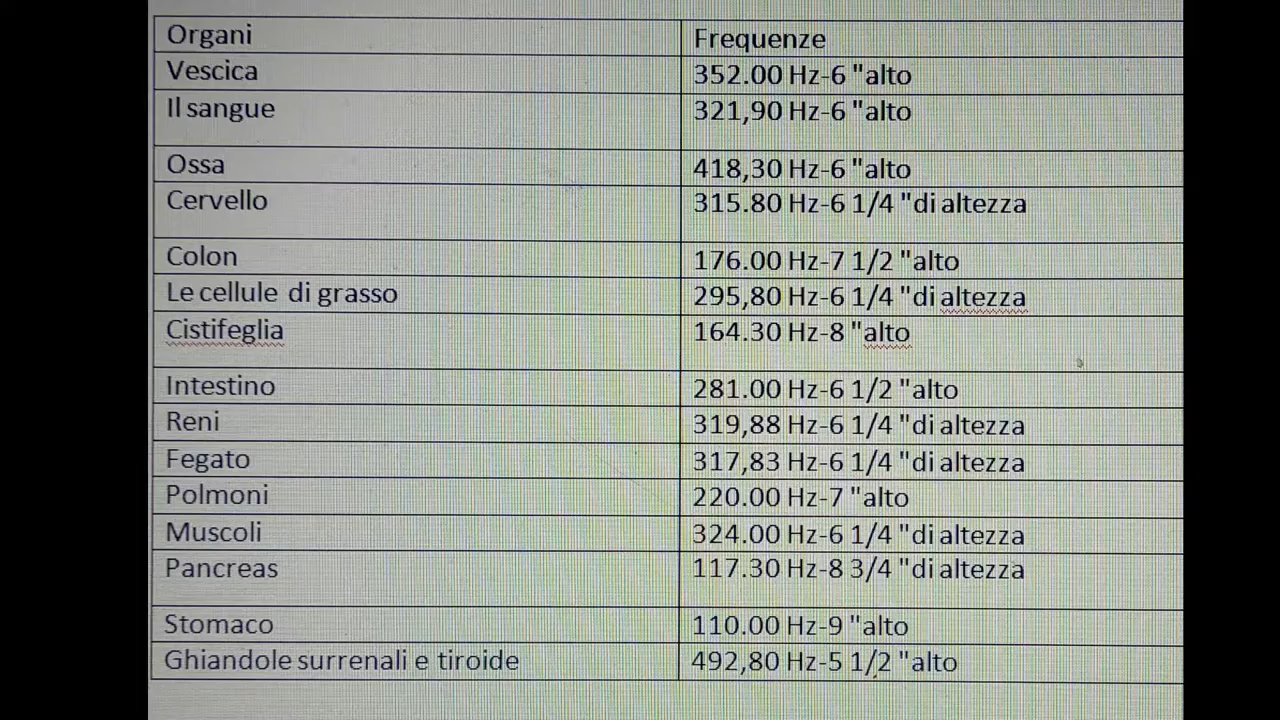 Organi Frequenze
Vescica 352.00 Hz-6 "alto
Il sangue 321,90 Hz-6 "alto
Ossa 418,30 Hz-6 "alto
Cervello 315.80 Hz-6 1/4 "di altezza
Colon 176.00 Hz-7 1/2 "alto
Le cellule di grasso 295,80 Hz-6 1/4 "di altezza
Cistifeglia 164.30 Hz-8 "alto
Intestino 281.00 Hz-6 1/2 "alto
Reni 319,88 Hz-6 1/4 "di altezza
Fegato 317,83 Hz-6 1/4 "di altezza
Polmoni 220.00 Hz-7 "alto
Muscoli 324.00 Hz-6 1/4 "di altezza
Pancreas 117.30 Hz-8 3/4 "di altezza
Stomaco 110.00 Hz-9 "alto
Ghiandole surrenali e tiroide 492,80 Hz-5 1/2 "alto